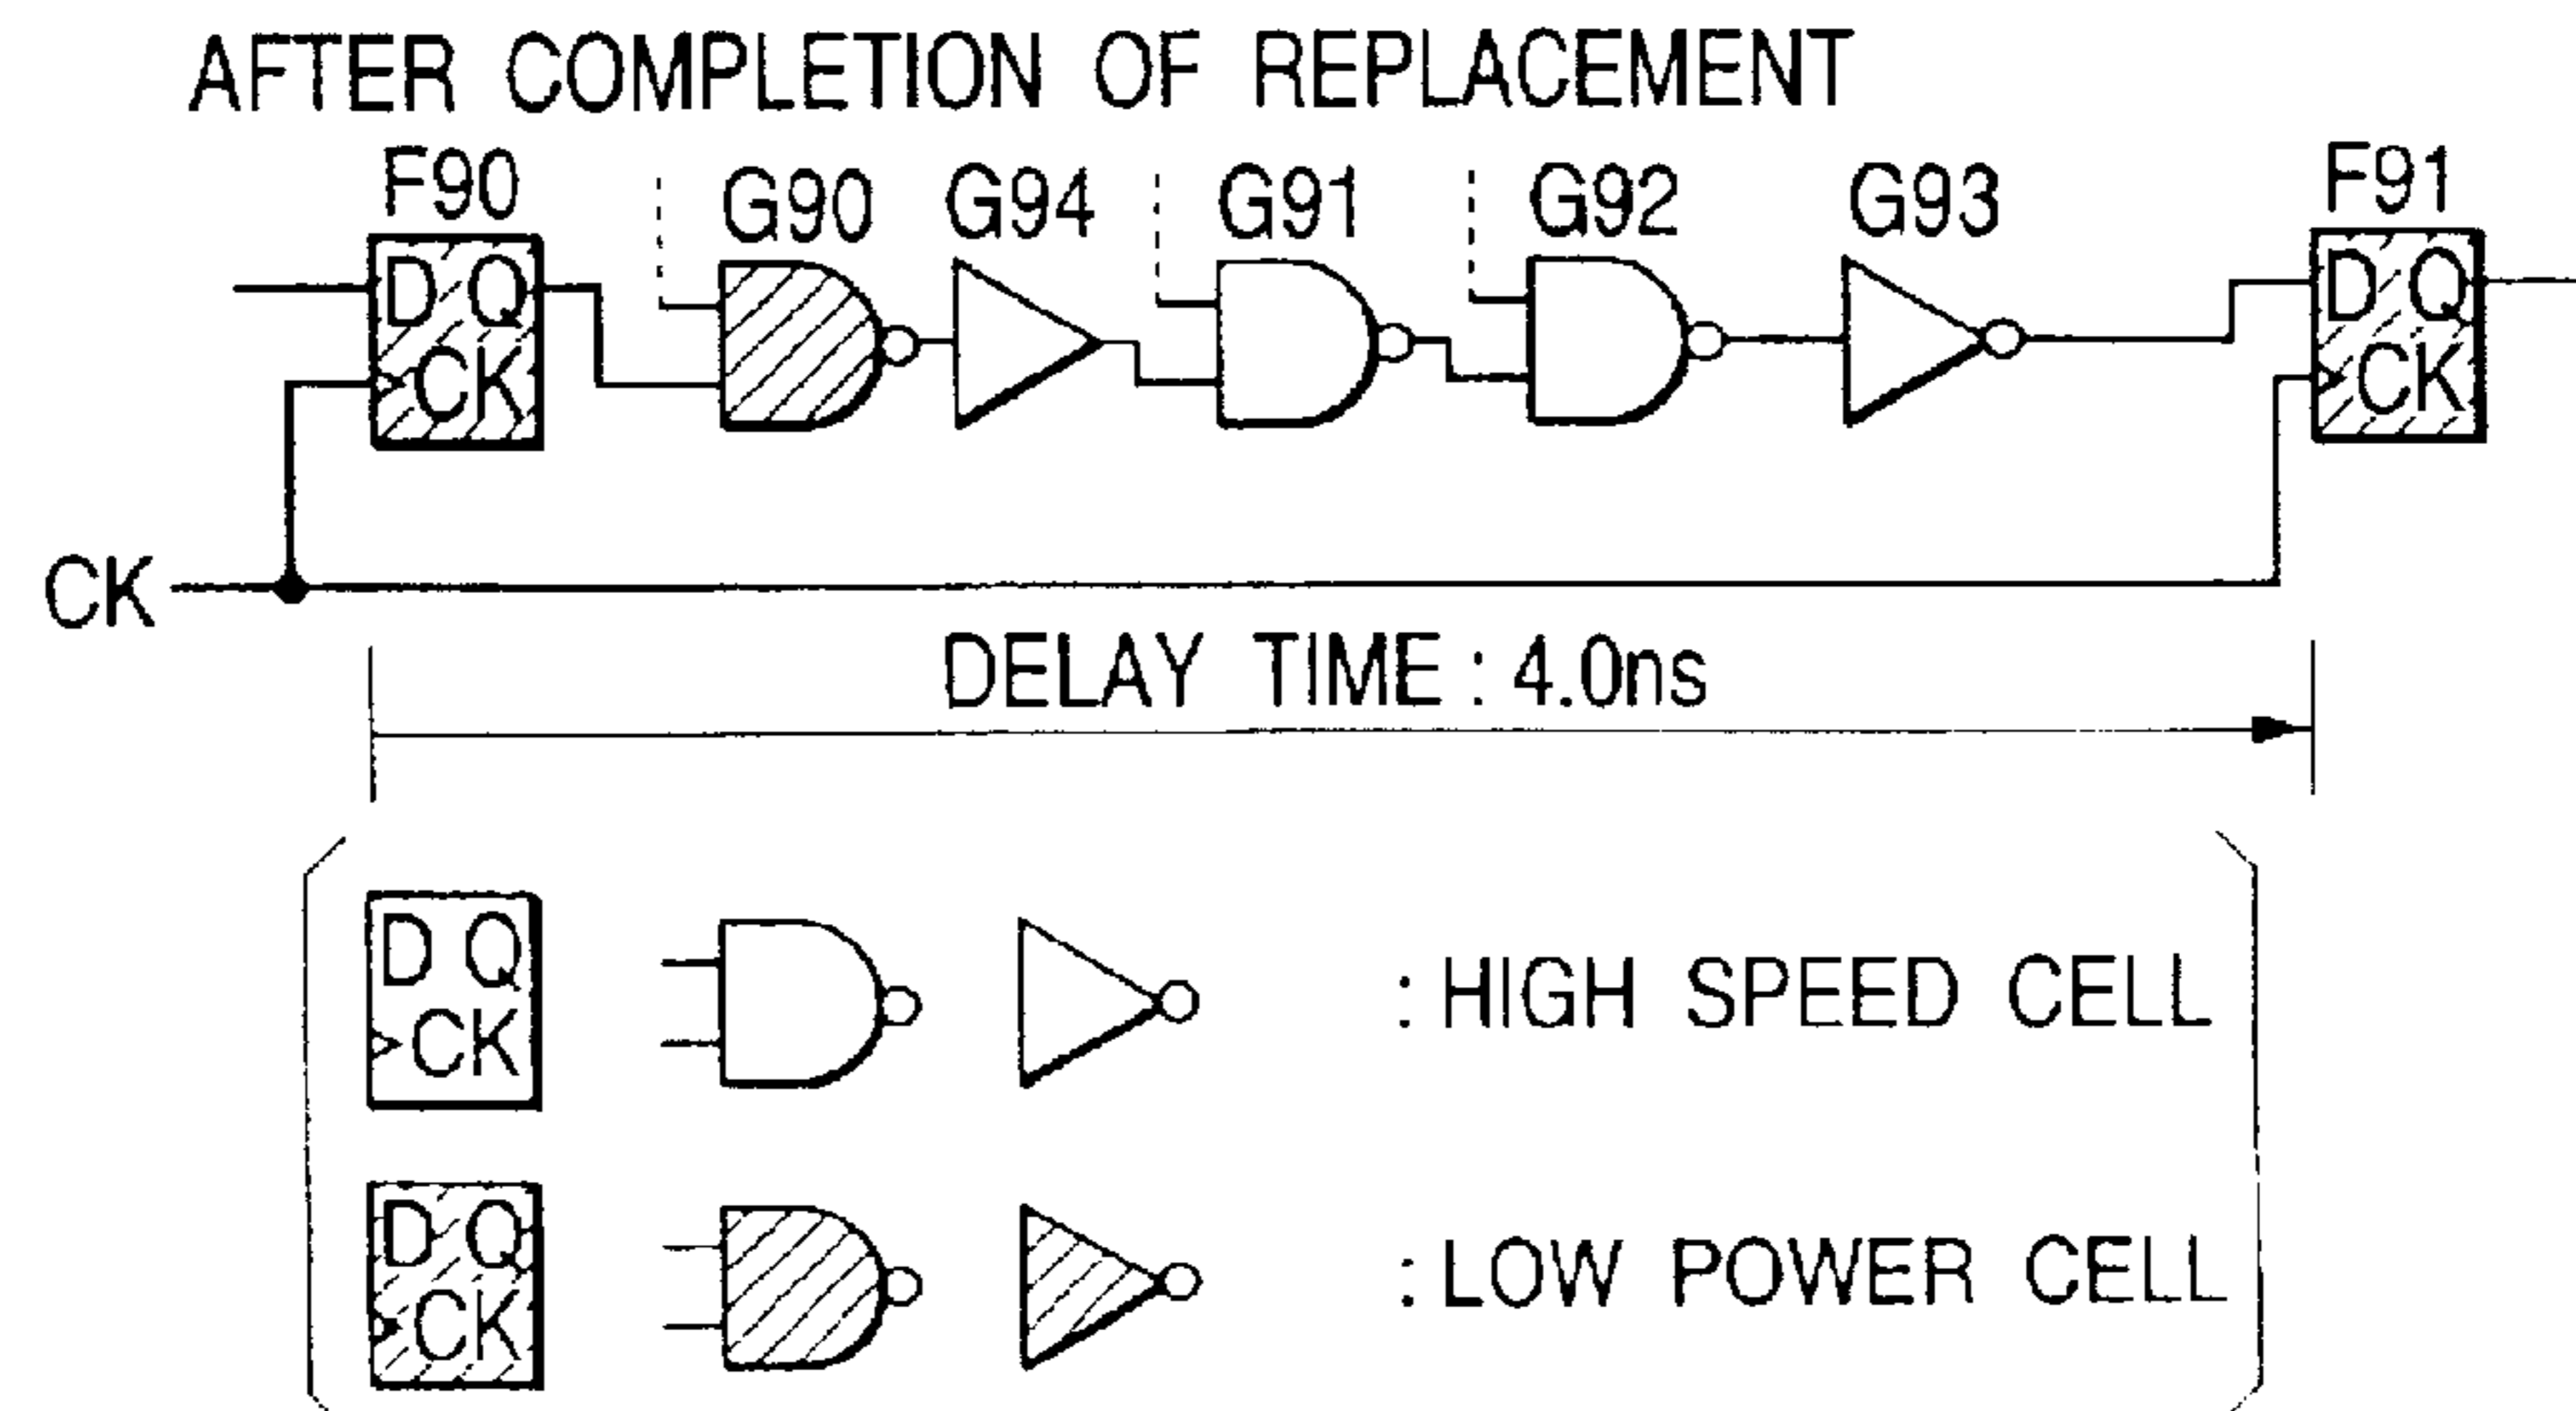 AFTER COMPLETION OF REPLACEMENT
F90 G90 G94 G91 G92 G93 F91
D Q D Q
CK CK
CK
DELAY TIME : 4.0ns
D Q
CK
: HIGH SPEED CELL
D Q
CK
: LOW POWER CELL